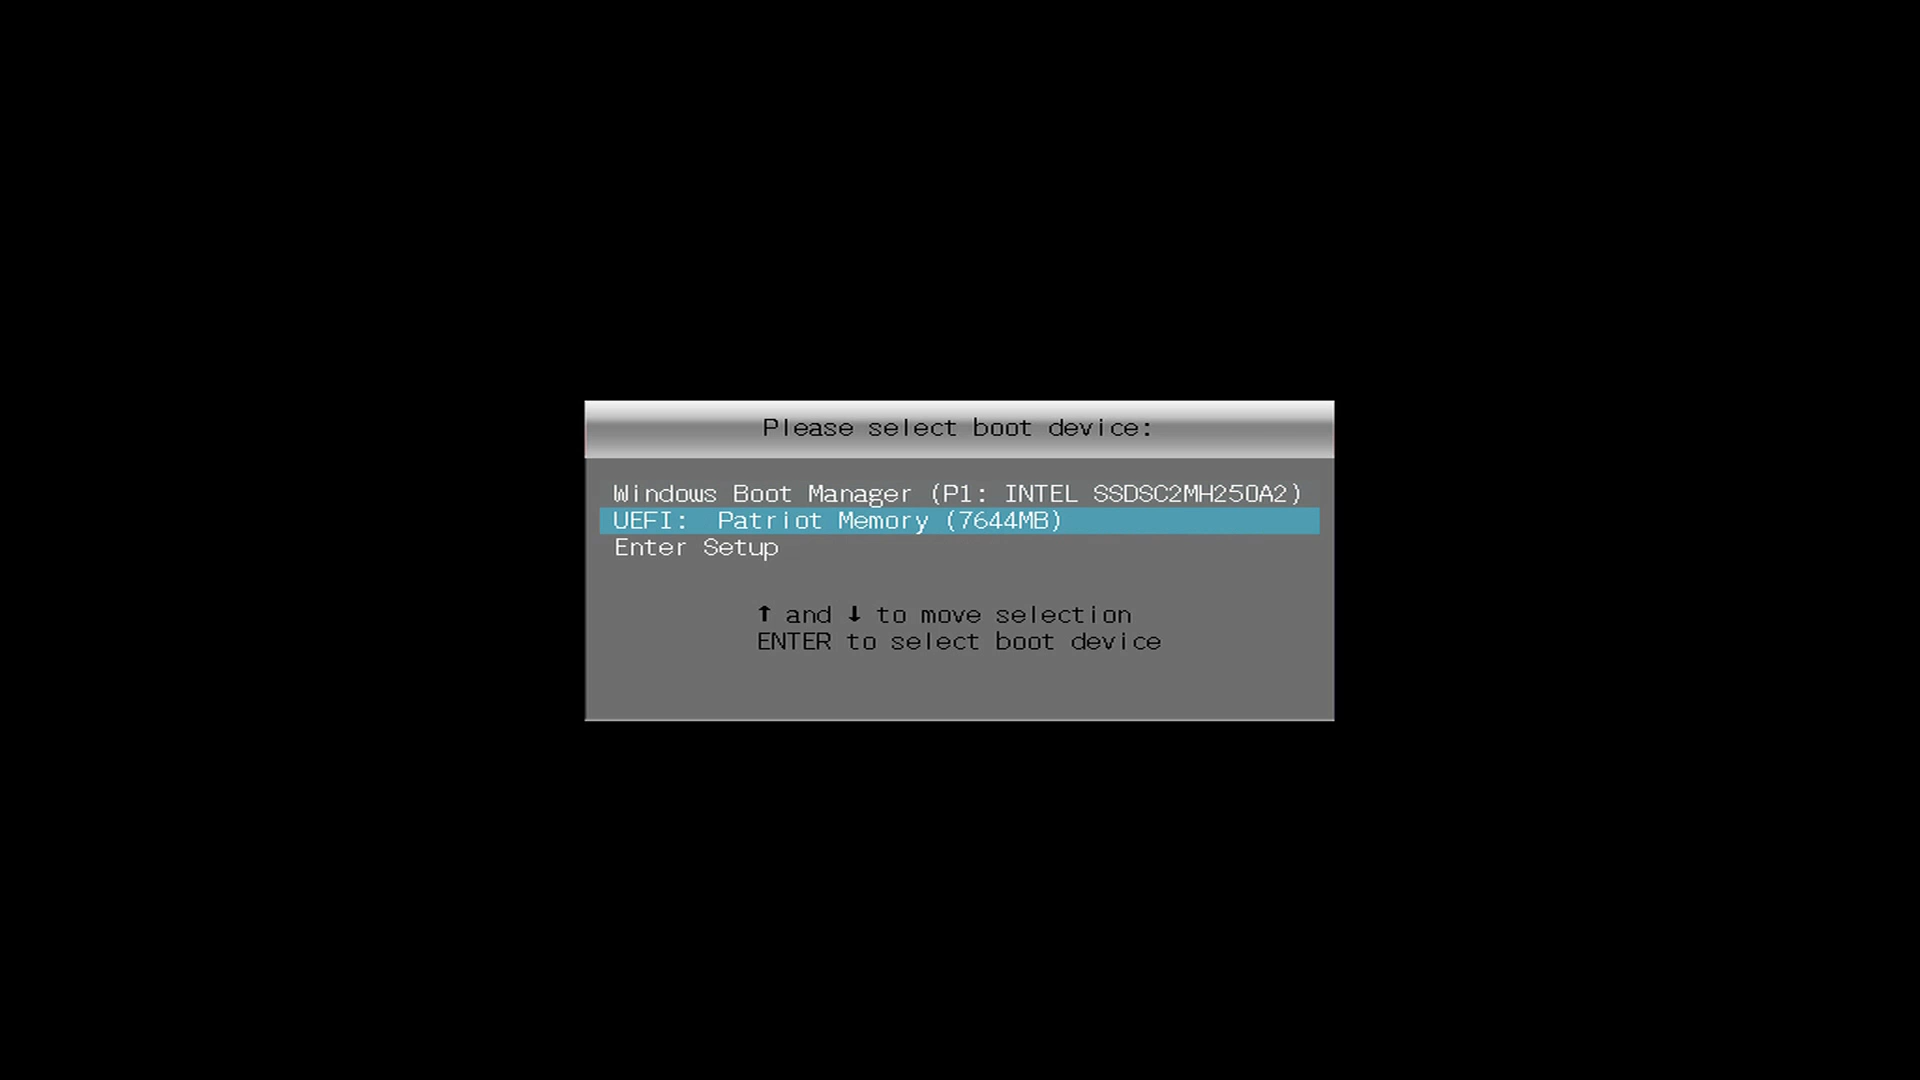 Please select boot device:
Windows Boot Manager (P1: INTEL SSDSC2MH250A2)
UEFI:  Patriot Memory (7644MB)
Enter Setup
↑ and ↓ to move selection
ENTER to select boot device